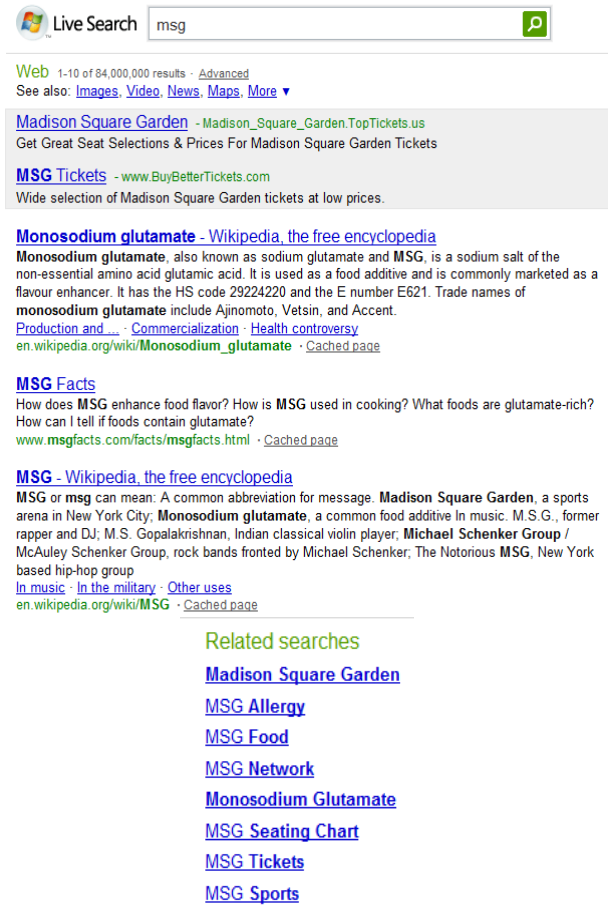 Live Search msg
Web 1-10 of 84,000,000 results · Advanced
See also: Images, Video, News, Maps, More ▼
Madison Square Garden - Madison_Square_Garden.TopTickets.us
Get Great Seat Selections & Prices For Madison Square Garden Tickets
MSG Tickets - www.BuyBetterTickets.com
Wide selection of Madison Square Garden tickets at low prices.
Monosodium glutamate - Wikipedia, the free encyclopedia
Monosodium glutamate, also known as sodium glutamate and MSG, is a sodium salt of the
non-essential amino acid glutamic acid. It is used as a food additive and is commonly marketed as a
flavour enhancer. It has the HS code 29224220 and the E number E621. Trade names of
monosodium glutamate include Ajinomoto, Vetsin, and Accent.
Production and ... · Commercialization · Health controversy
en.wikipedia.org/wiki/Monosodium_glutamate · Cached page
MSG Facts
How does MSG enhance food flavor? How is MSG used in cooking? What foods are glutamate-rich?
How can I tell if foods contain glutamate?
www.msgfacts.com/facts/msgfacts.html · Cached page
MSG - Wikipedia, the free encyclopedia
MSG or msg can mean: A common abbreviation for message. Madison Square Garden, a sports
arena in New York City; Monosodium glutamate, a common food additive In music. M.S.G., former
rapper and DJ; M.S. Gopalakrishnan, Indian classical violin player; Michael Schenker Group /
McAuley Schenker Group, rock bands fronted by Michael Schenker; The Notorious MSG, New York
based hip-hop group
In music · In the military · Other uses
en.wikipedia.org/wiki/MSG · Cached page
Related searches
Madison Square Garden
MSG Allergy
MSG Food
MSG Network
Monosodium Glutamate
MSG Seating Chart
MSG Tickets
MSG Sports